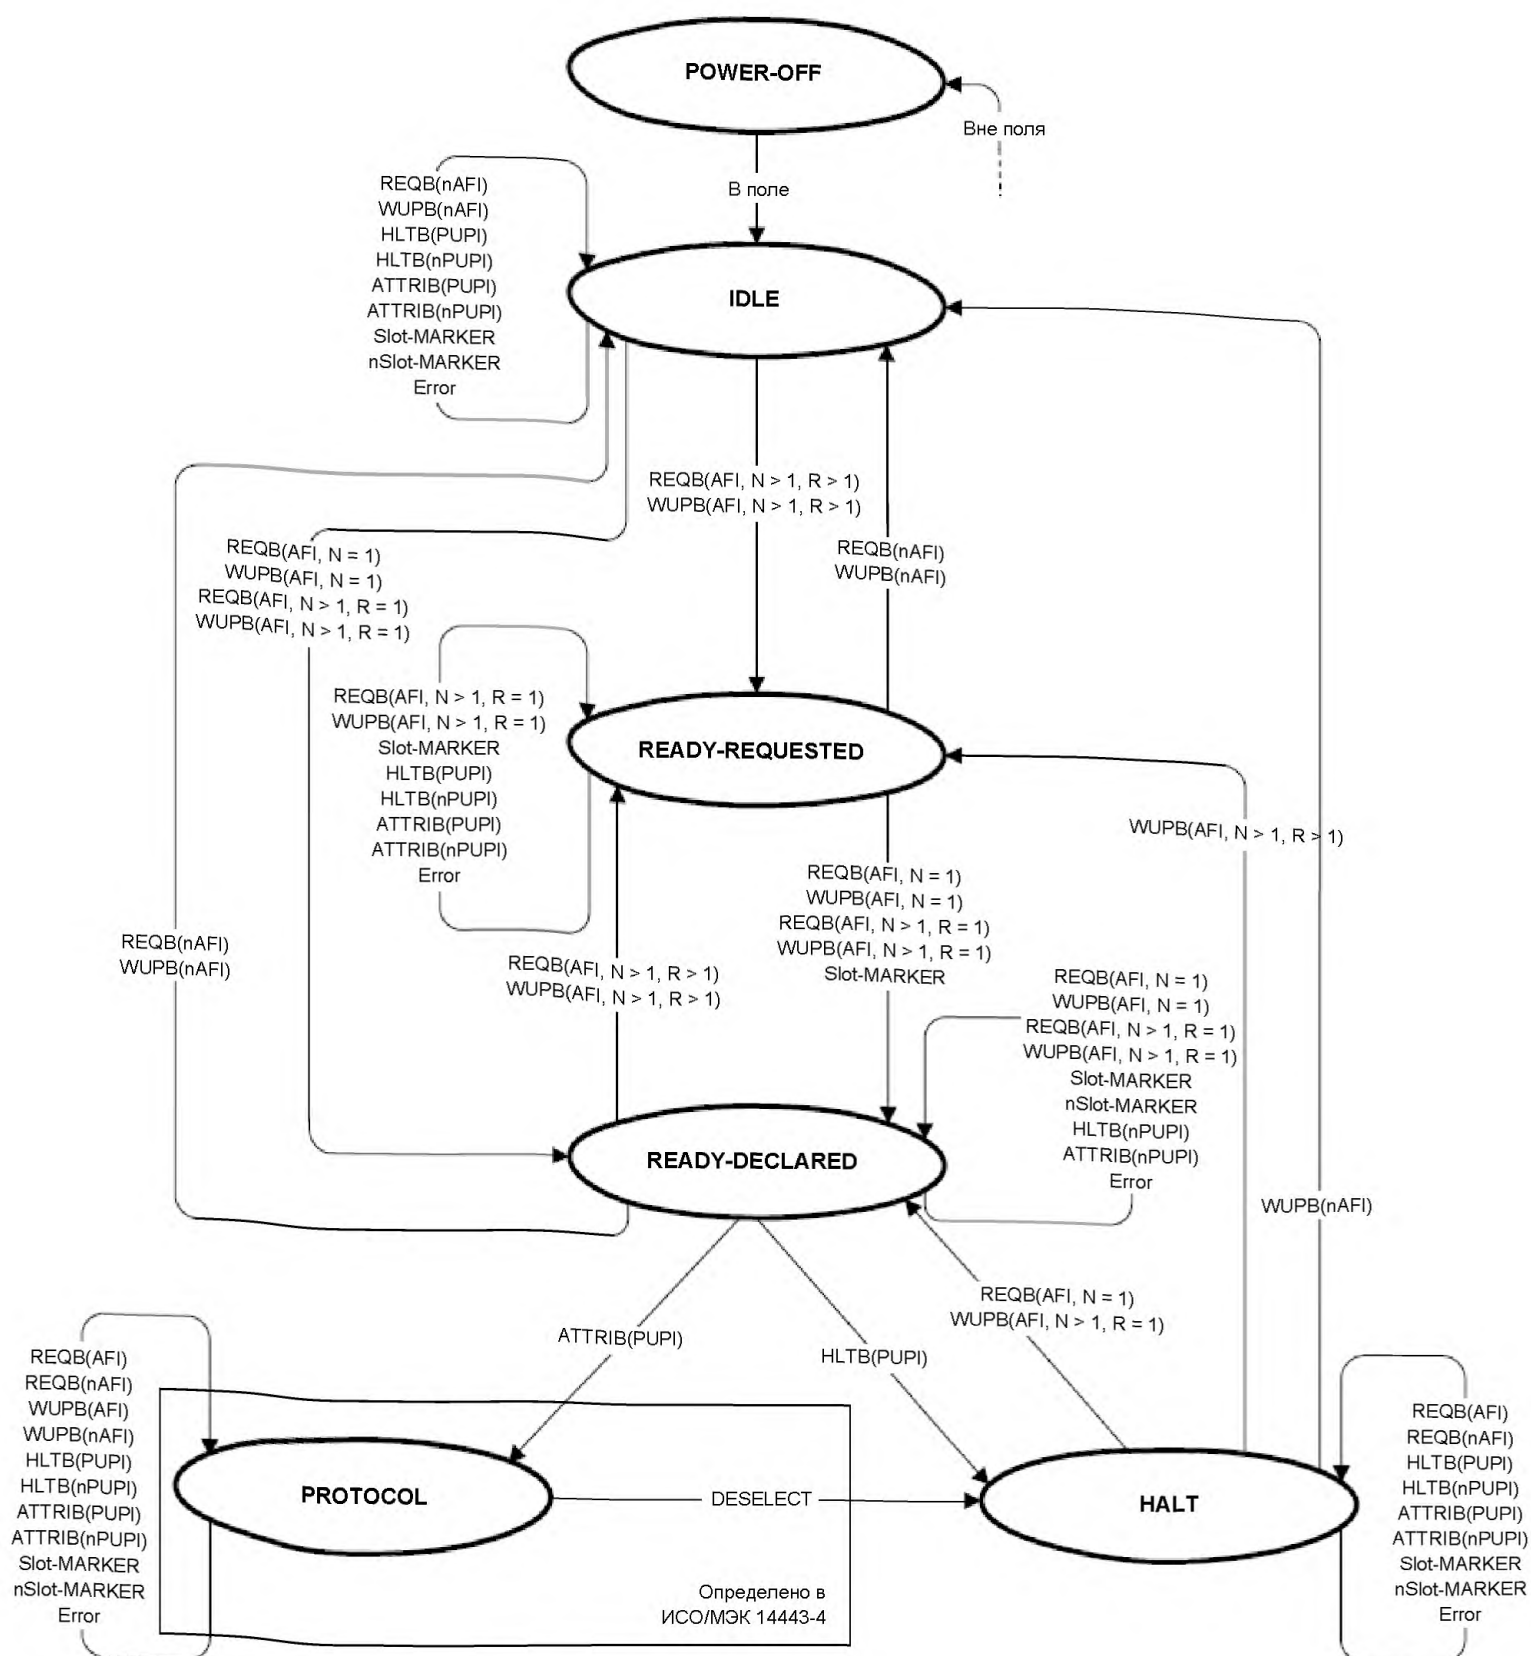 POWER-OFF
Вне поля
В поле
REQB(nAFI)
WUPB(nAFI)
HLTB(PUPI)
HLTB(nPUPI)
ATTRIB(PUPI)
ATTRIB(nPUPI)
Slot-MARKER
nSlot-MARKER
Error
IDLE
REQB(AFI, N > 1, R > 1)
WUPB(AFI, N > 1, R > 1)
REQB(nAFI)
WUPB(nAFI)
REQB(AFI, N = 1)
WUPB(AFI, N = 1)
REQB(AFI, N > 1, R = 1)
WUPB(AFI, N > 1, R = 1)
REQB(AFI, N > 1, R = 1)
WUPB(AFI, N > 1, R = 1)
Slot-MARKER
HLTB(PUPI)
HLTB(nPUPI)
ATTRIB(PUPI)
ATTRIB(nPUPI)
Error
READY-REQUESTED
WUPB(AFI, N > 1, R > 1)
REQB(AFI, N = 1)
WUPB(AFI, N = 1)
REQB(AFI, N > 1, R = 1)
WUPB(AFI, N > 1, R = 1)
Slot-MARKER
REQB(nAFI)
WUPB(nAFI)
REQB(AFI, N > 1, R > 1)
WUPB(AFI, N > 1, R > 1)
REQB(AFI, N = 1)
WUPB(AFI, N = 1)
REQB(AFI, N > 1, R = 1)
WUPB(AFI, N > 1, R = 1)
Slot-MARKER
nSlot-MARKER
HLTB(nPUPI)
ATTRIB(nPUPI)
Error
READY-DECLARED
WUPB(nAFI)
REQB(AFI, N = 1)
WUPB(AFI, N > 1, R = 1)
ATTRIB(PUPI)
HLTB(PUPI)
REQB(AFI)
REQB(nAFI)
WUPB(AFI)
WUPB(nAFI)
HLTB(PUPI)
HLTB(nPUPI)
ATTRIB(PUPI)
ATTRIB(nPUPI)
Slot-MARKER
nSlot-MARKER
Error
PROTOCOL
DESELECT
HALT
Определено в
ИСО/МЭК 14443-4
REQB(AFI)
REQB(nAFI)
HLTB(PUPI)
HLTB(nPUPI)
ATTRIB(PUPI)
ATTRIB(nPUPI)
Slot-MARKER
nSlot-MARKER
Error